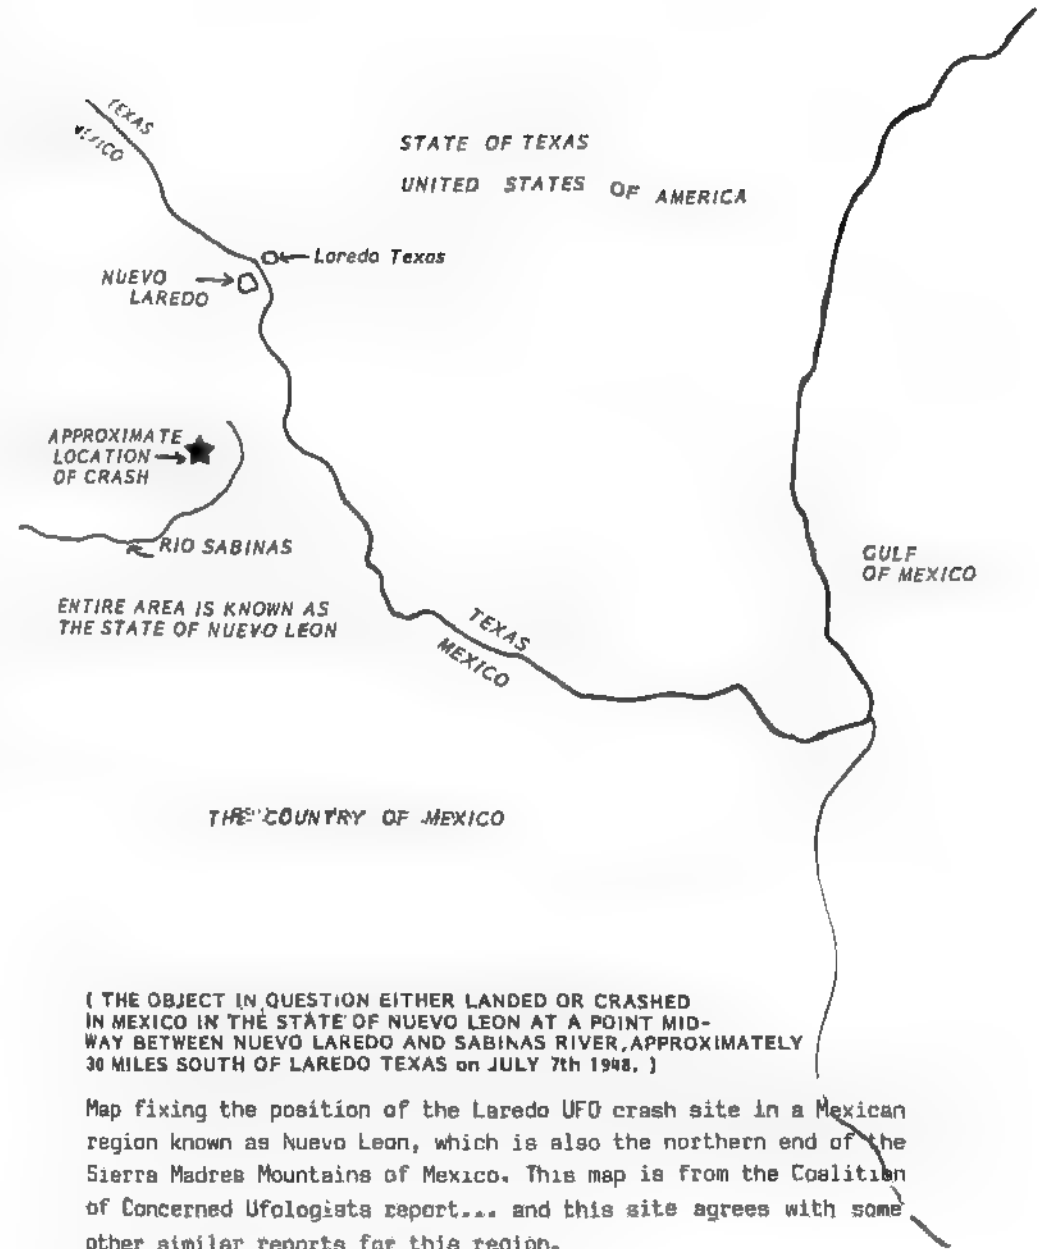 TEXAS
MEXICO
STATE OF TEXAS
UNITED STATES OF AMERICA
Laredo Texas
NUEVO
LAREDO
APPROXIMATE
LOCATION
OF CRASH
RIO SABINAS
GULF
OF MEXICO
ENTIRE AREA IS KNOWN AS
THE STATE OF NUEVO LEON
TEXAS
MEXICO
THE COUNTRY OF MEXICO
( THE OBJECT IN QUESTION EITHER LANDED OR CRASHED
IN MEXICO IN THE STATE OF NUEVO LEON AT A POINT MID-
WAY BETWEEN NUEVO LAREDO AND SABINAS RIVER, APPROXIMATELY
30 MILES SOUTH OF LAREDO TEXAS on JULY 7th 1948. )
Map fixing the position of the Laredo UFO crash site in a Mexican
region known as Nuevo Leon, which is also the northern end of the
Sierra Madres Mountains of Mexico. This map is from the Coalition
of Concerned Ufologists report... and this site agrees with some
other similar reports for this region.